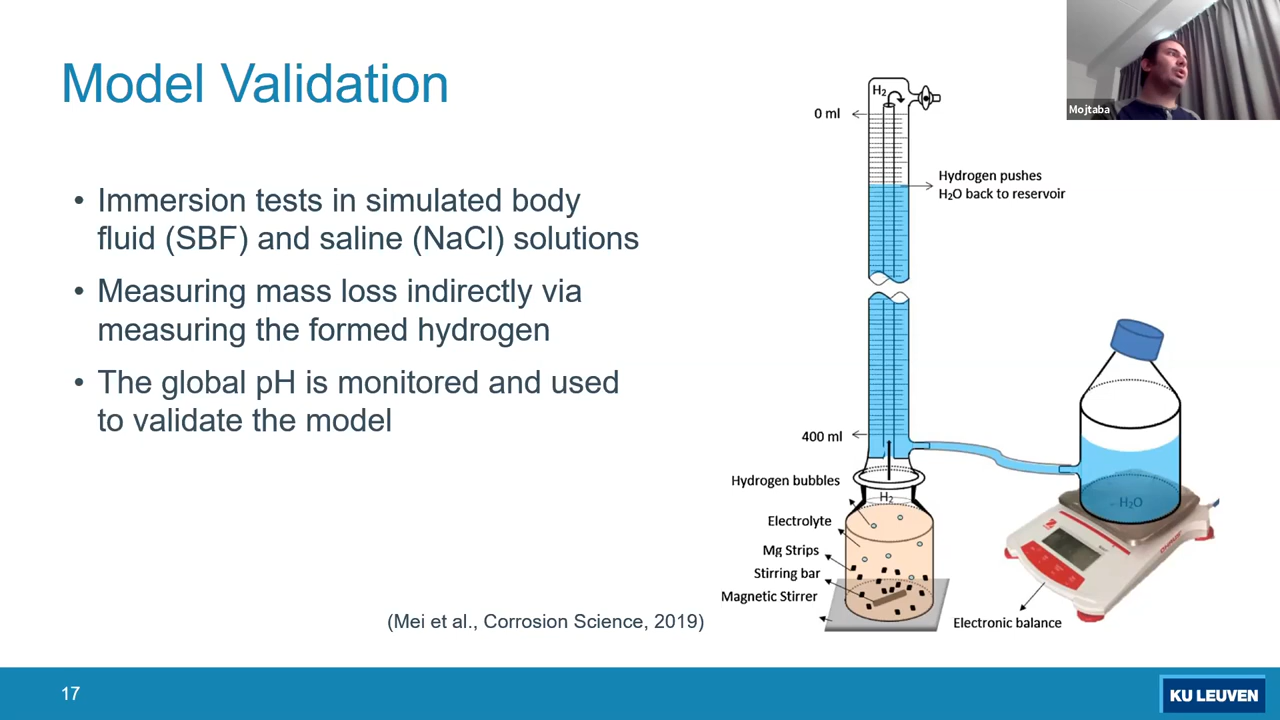 Model Validation
Mojtaba
• Immersion tests in simulated body
fluid (SBF) and saline (NaCl) solutions
• Measuring mass loss indirectly via
measuring the formed hydrogen
• The global pH is monitored and used
to validate the model
H₂
0 ml
Hydrogen pushes
H₂O back to reservoir
400 ml
Hydrogen bubbles
H₂
Electrolyte
Mg Strips
Stirring bar
Magnetic Stirrer
H₂O
Electronic balance
(Mei et al., Corrosion Science, 2019)
17
KU LEUVEN